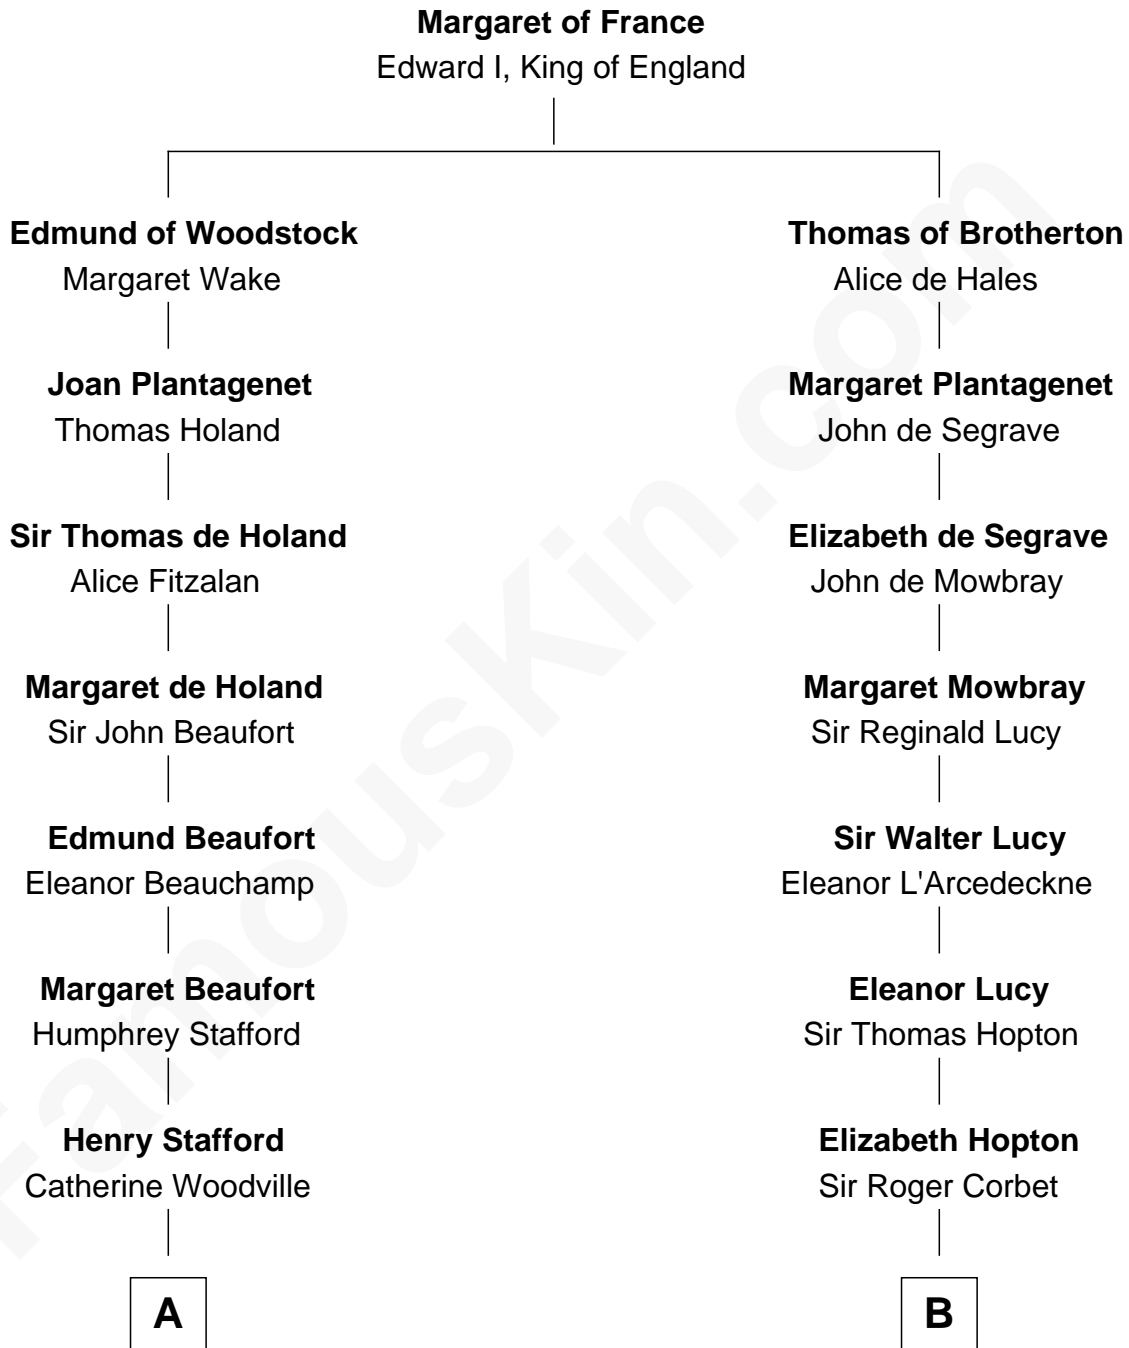 Margaret of France
Edward I, King of England
Edmund of Woodstock
Margaret Wake
Thomas of Brotherton
Alice de Hales
Joan Plantagenet
Thomas Holand
Margaret Plantagenet
John de Segrave
Sir Thomas de Holand
Alice Fitzalan
Elizabeth de Segrave
John de Mowbray
Margaret de Holand
Sir John Beaufort
Margaret Mowbray
Sir Reginald Lucy
Edmund Beaufort
Eleanor Beauchamp
Sir Walter Lucy
Eleanor L'Arcedeckne
Margaret Beaufort
Humphrey Stafford
Eleanor Lucy
Sir Thomas Hopton
Henry Stafford
Catherine Woodville
Elizabeth Hopton
Sir Roger Corbet
A
B
FamousKin.com